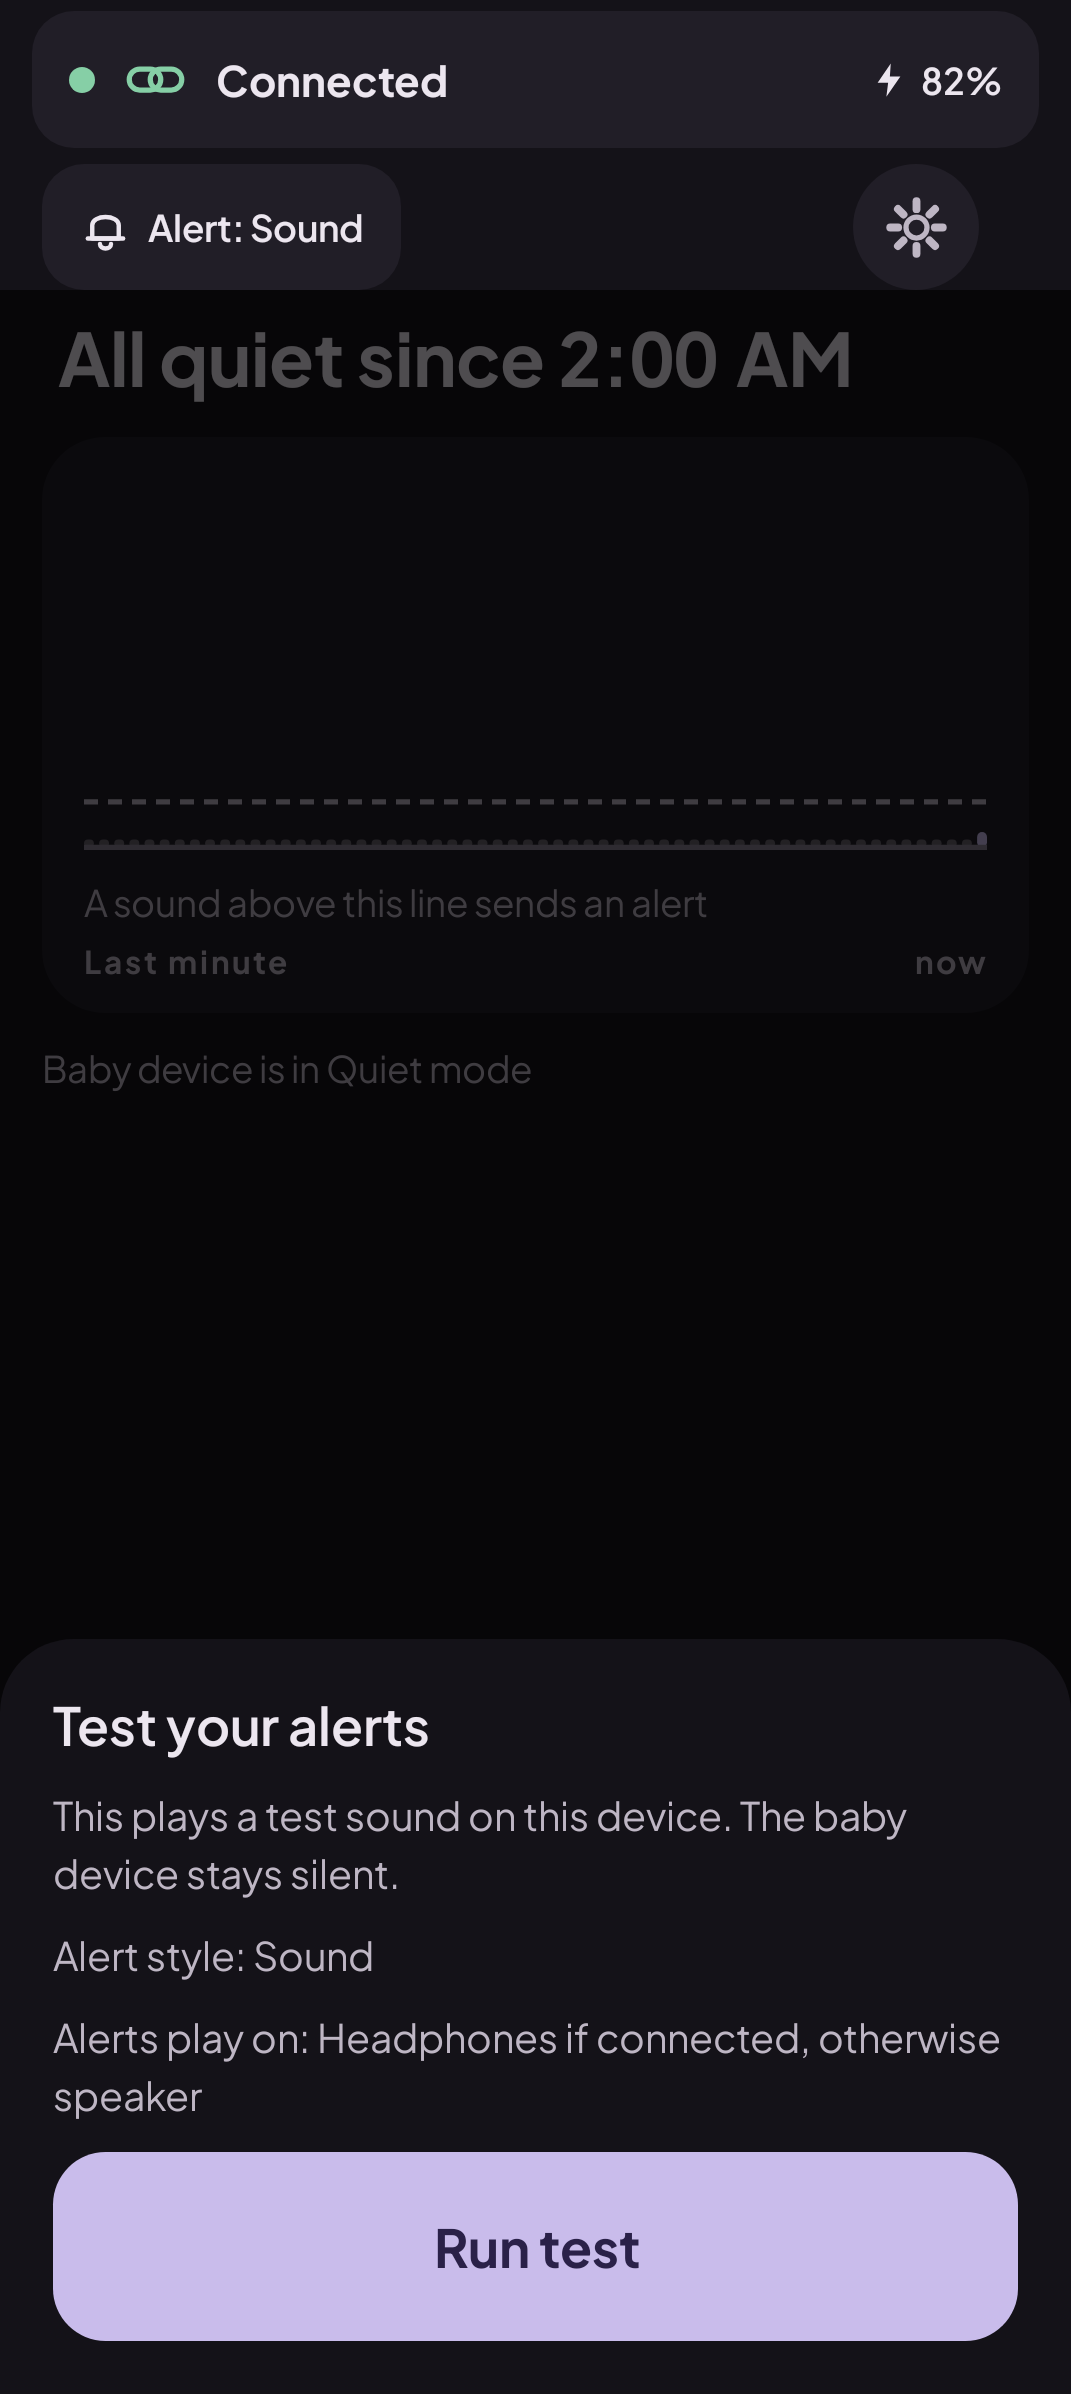 Connected
82%
Alert: Sound
All quiet since 2:00 AM
A sound above this line sends an alert
Last minute
now
Baby device is in Quiet mode
Test your alerts
This plays a test sound on this device. The baby
device stays silent.
Alert style: Sound
Alerts play on: Headphones if connected, otherwise
speaker
Run test